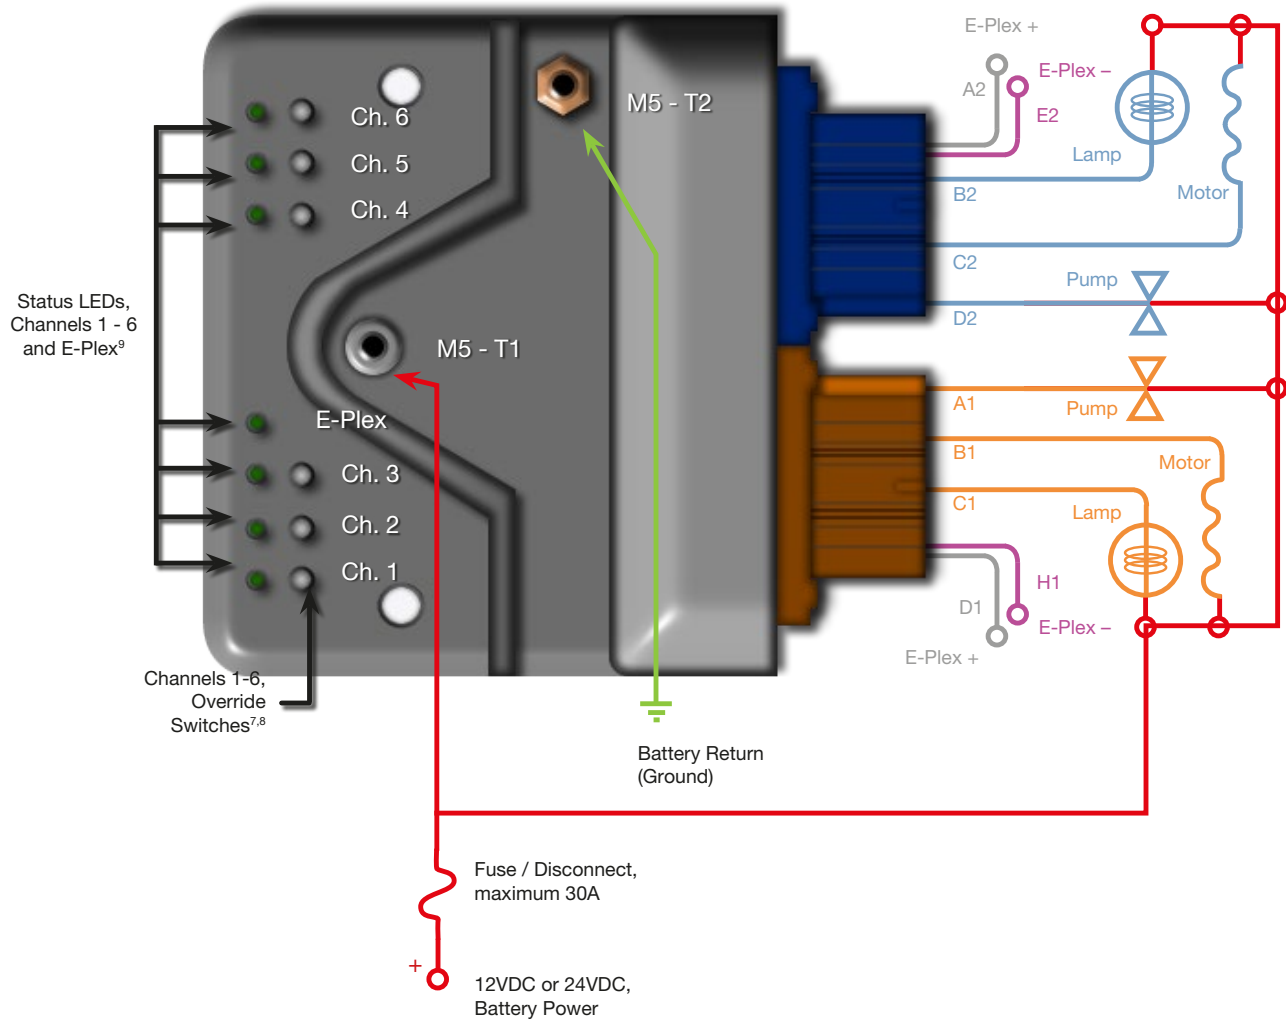 E-Plex +
E-Plex –
A2
E2
M5 - T2
Ch. 6
Ch. 5
Ch. 4
Lamp
B2
Motor
C2
Pump
D2
Status LEDs,
Channels 1 - 6
and E-Plex⁹
M5 - T1
E-Plex
A1
Pump
B1
Motor
C1
Lamp
Ch. 3
Ch. 2
Ch. 1
H1
D1
E-Plex –
E-Plex +
Channels 1-6,
Override
Switches⁷,⁸
Battery Return
(Ground)
Fuse / Disconnect,
maximum 30A
+
12VDC or 24VDC,
Battery Power